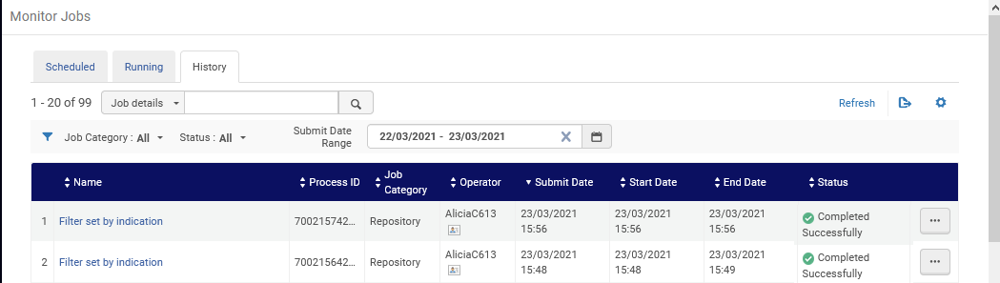 Monitor Jobs
Scheduled Running History
1 - 20 of 99 Job details Refresh
Job Category : All Status : All Submit Date Range 22/03/2021 - 23/03/2021
Name Process ID Job Category Operator Submit Date Start Date End Date Status
1 Filter set by indication 700215742... Repository AliciaC613 23/03/2021 15:56 23/03/2021 15:56 23/03/2021 15:56 Completed Successfully
2 Filter set by indication 700215642... Repository AliciaC613 23/03/2021 15:48 23/03/2021 15:48 23/03/2021 15:49 Completed Successfully